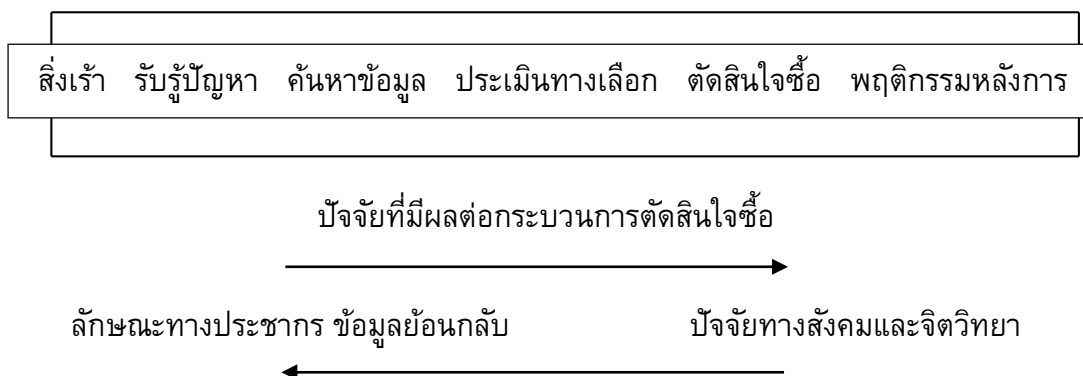 สิ่งเร้า รับรู้ปัญหา ค้นหาข้อมูล ประเมินทางเลือก ตัดสินใจซื้อ พฤติกรรมหลังการ
ปัจจัยที่มีผลต่อกระบวนการตัดสินใจซื้อ
ลักษณะทางประชากร ข้อมูลย้อนกลับ ปัจจัยทางสังคมและจิตวิทยา